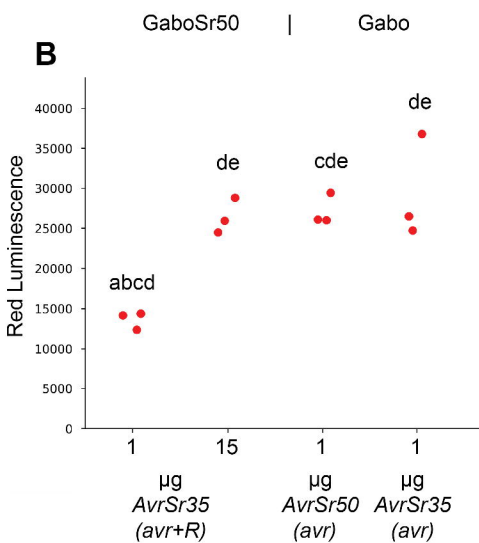 GaboSr50 | Gabo
B
de
40000
35000
de cde
30000
25000
20000
abcd
15000
10000
5000
0
Red Luminescence
1 15 1 1
µg µg µg
AvrSr35 AvrSr50 AvrSr35
(avr+R) (avr) (avr)